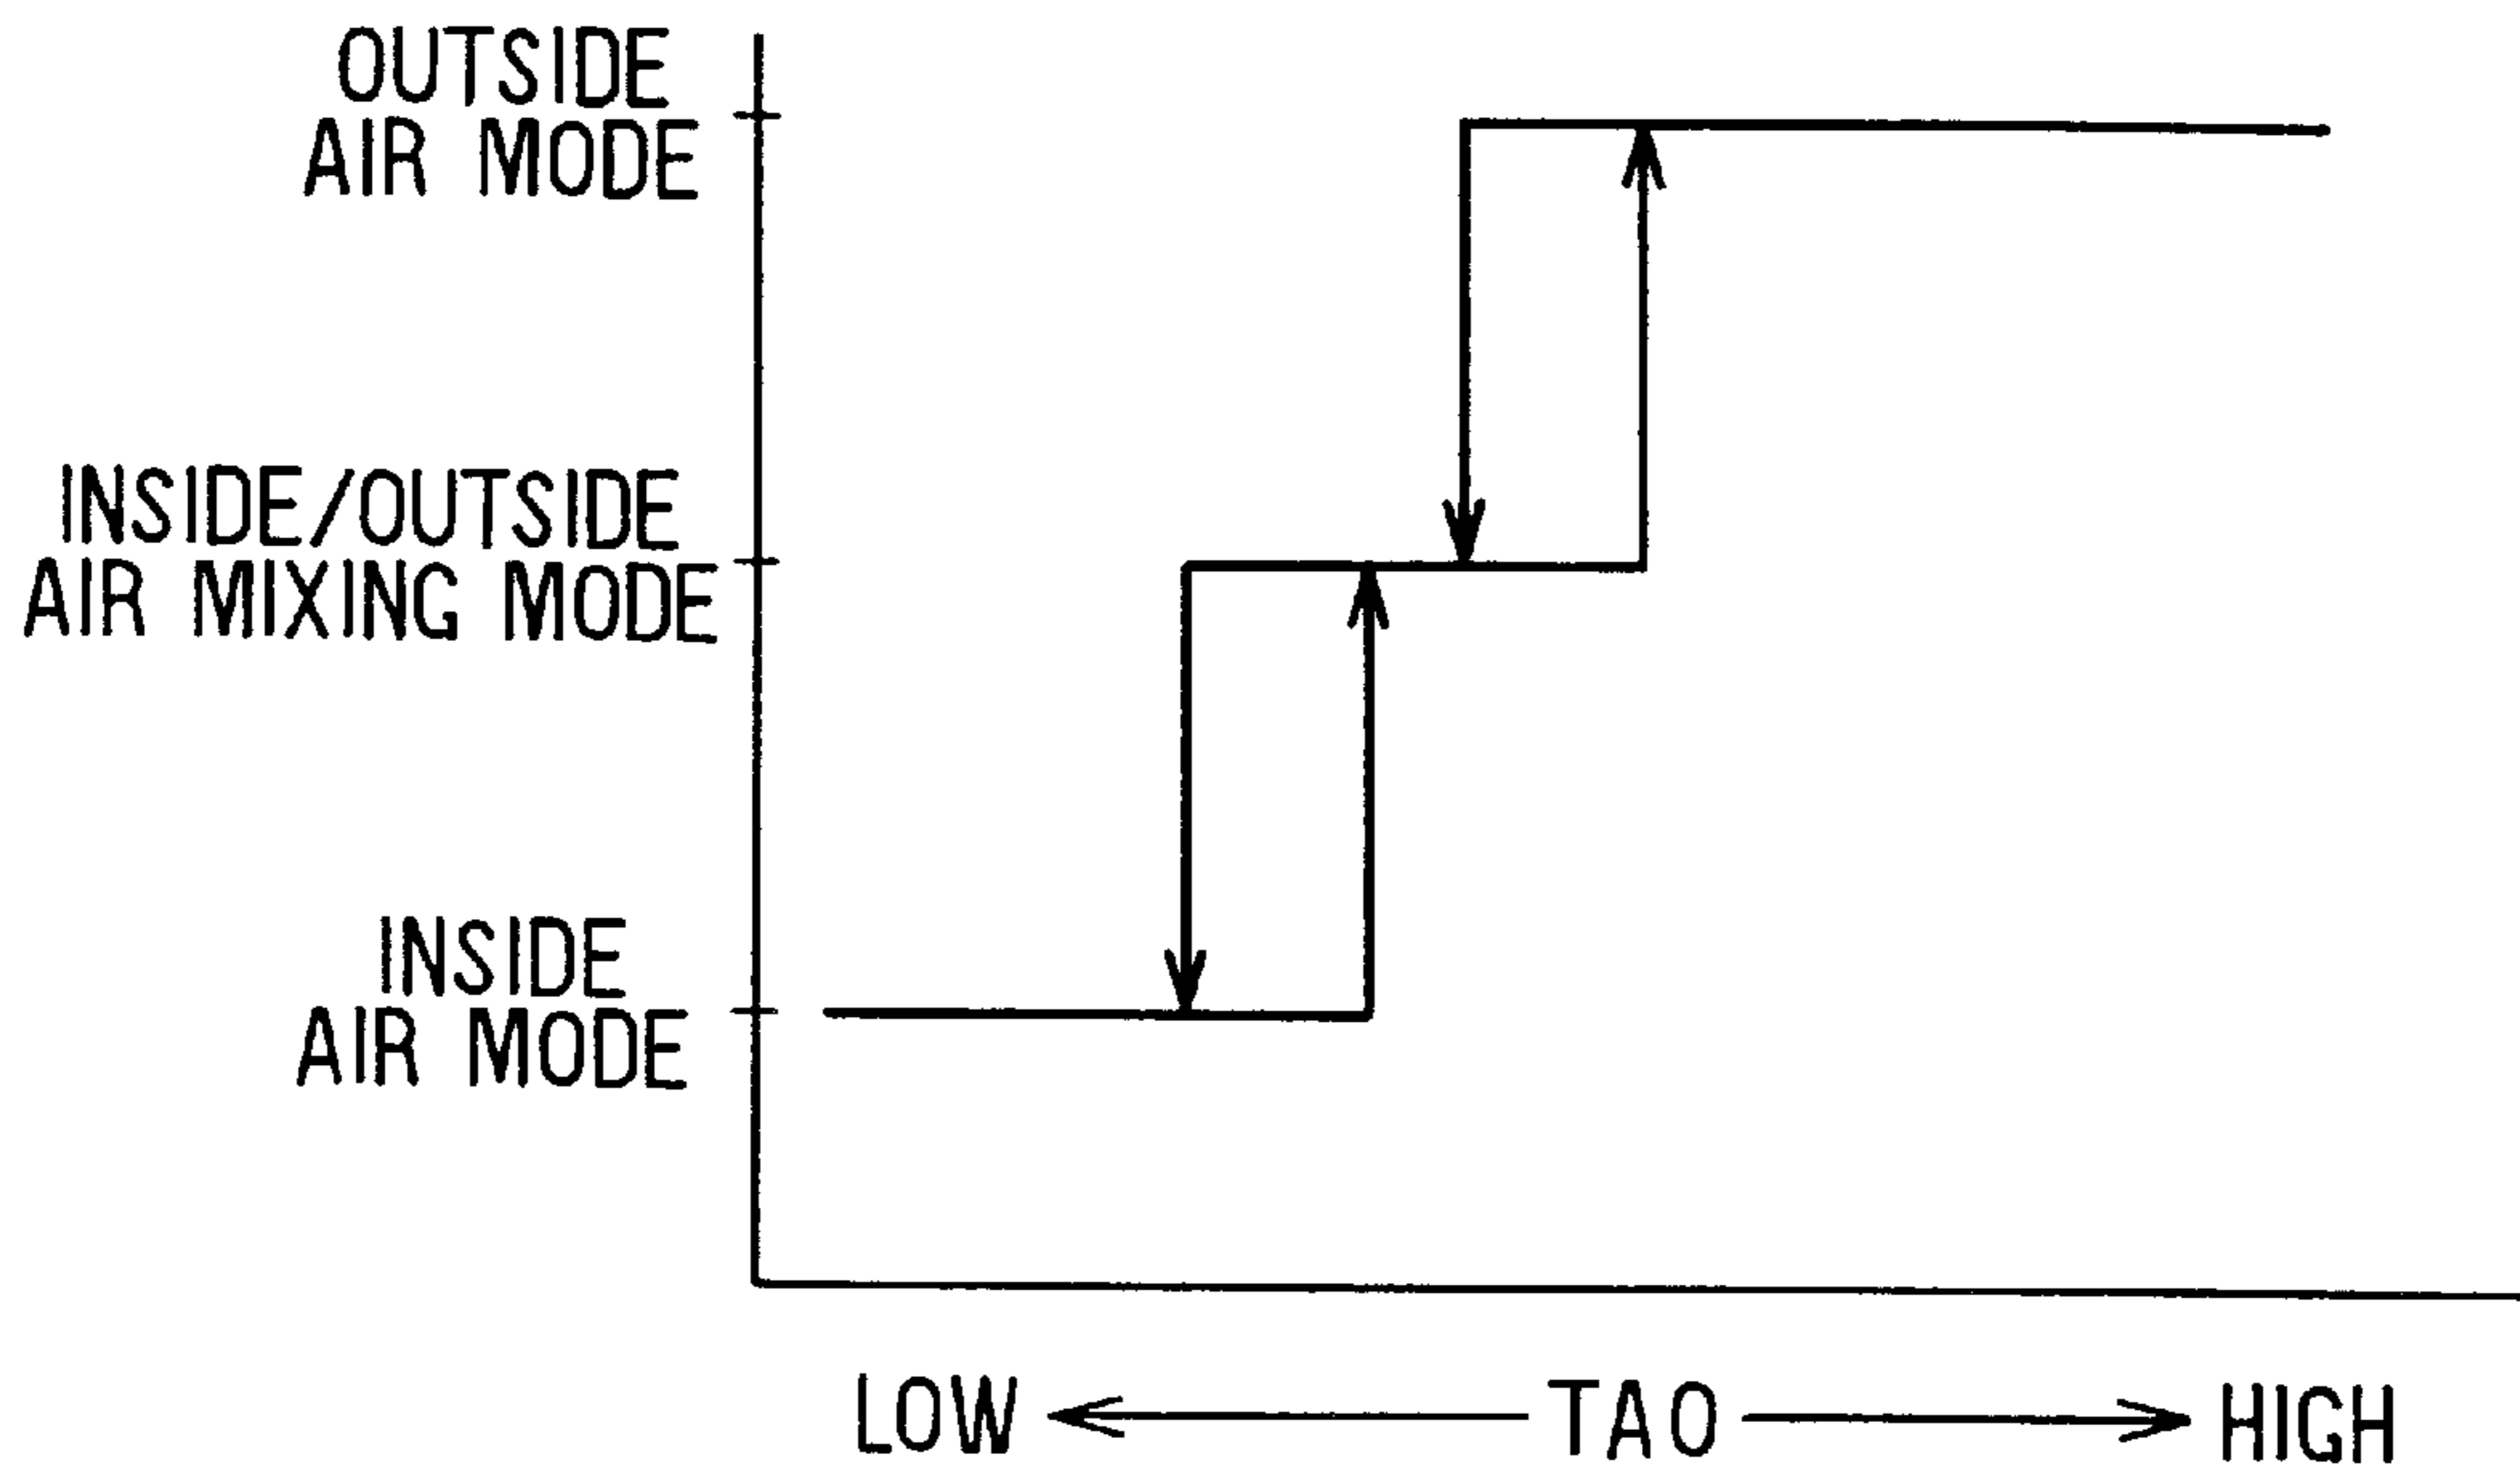 OUTSIDE
AIR MODE
INSIDE/OUTSIDE
AIR MIXING MODE
INSIDE
AIR MODE
LOW TAO HIGH